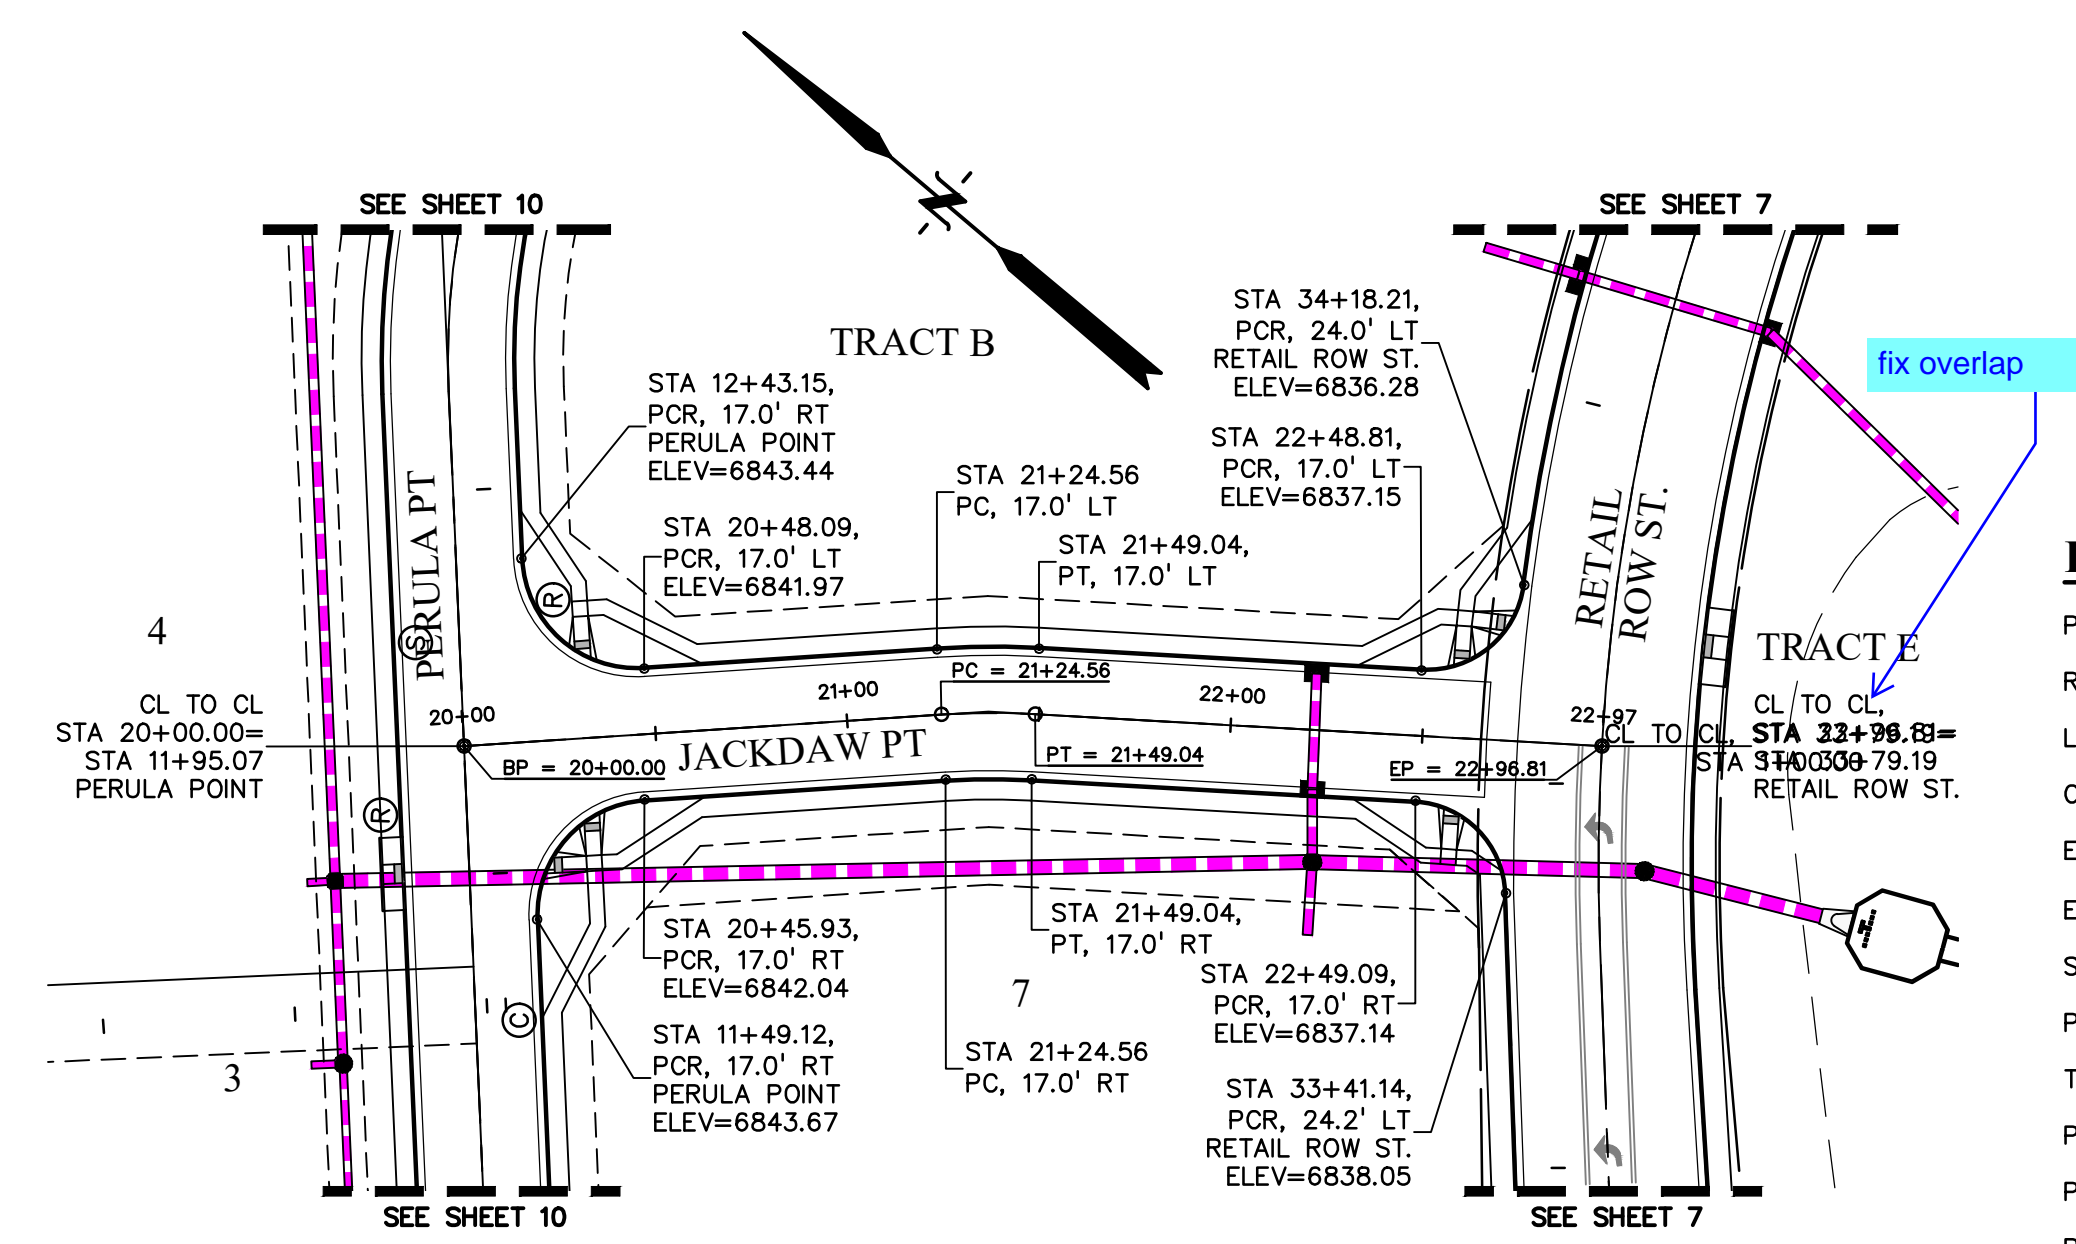 SEE SHEET 10
SEE SHEET 7
STA 34+18.21,
PCR, 24.0' LT
RETAIL ROW ST.
ELEV=6836.28
TRACT B
fix overlap
STA 12+43.15,
PCR, 17.0' RT
PERULA POINT
ELEV=6843.44
STA 22+48.81,
PCR, 17.0' LT
ELEV=6837.15
STA 21+24.56
PC, 17.0' LT
STA 20+48.09,
PCR, 17.0' LT
ELEV=6841.97
STA 21+49.04,
PT, 17.0' LT
PERULA PT
RETAIL
ROW ST.
R
S
4
TRACT E
CL TO CL
STA 20+00.00=
STA 11+95.07
PERULA POINT
20+00
21+00
PC = 21+24.56
22+00
22+97
CL TO CL,
CL TO CL,
STA 33+79.19
RETAIL ROW ST.
JACKDAW PT
BP = 20+00.00
PT = 21+49.04
EP = 22+96.81
R
STA 20+45.93,
PCR, 17.0' RT
ELEV=6842.04
STA 21+49.04,
PT, 17.0' RT
STA 22+49.09,
PCR, 17.0' RT
ELEV=6837.14
7
C
STA 11+49.12,
PCR, 17.0' RT
PERULA POINT
ELEV=6843.67
STA 21+24.56
PC, 17.0' RT
3
STA 33+41.14,
PCR, 24.2' LT
RETAIL ROW ST.
ELEV=6838.05
SEE SHEET 10
SEE SHEET 7
P
R
L
C
E
E
S
P
T
P
P